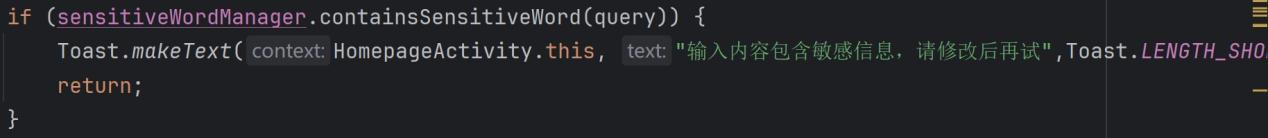 if (sensitiveWordManager.containsSensitiveWord(query)) {
Toast.makeText( context: HomepageActivity.this, text: "输入内容包含敏感信息，请修改后再试",Toast.LENGTH_SHO
return;
}